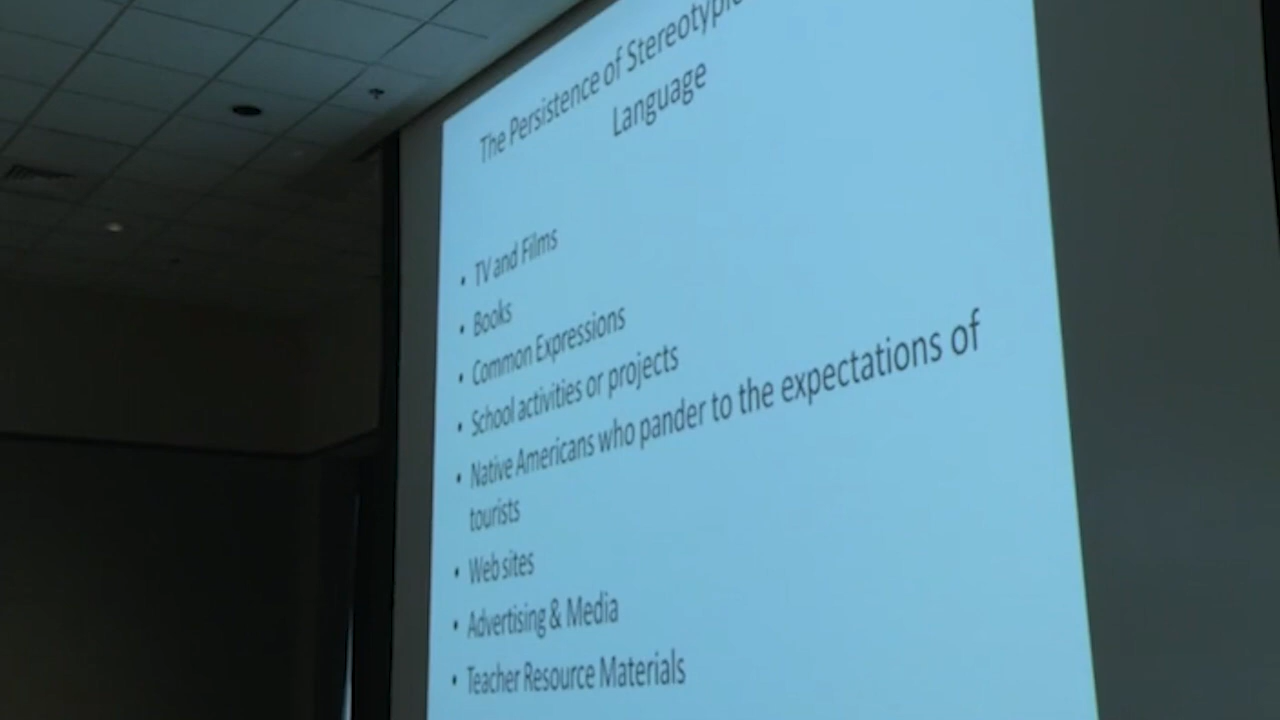 The Persistence of
Language
• TV and Films
• Books
• Common Expressions
• School activities or projects
• Native Americans who pander to the expectations of
tourists
• Web sites
• Advertising & Media
• Teacher Resource Materials